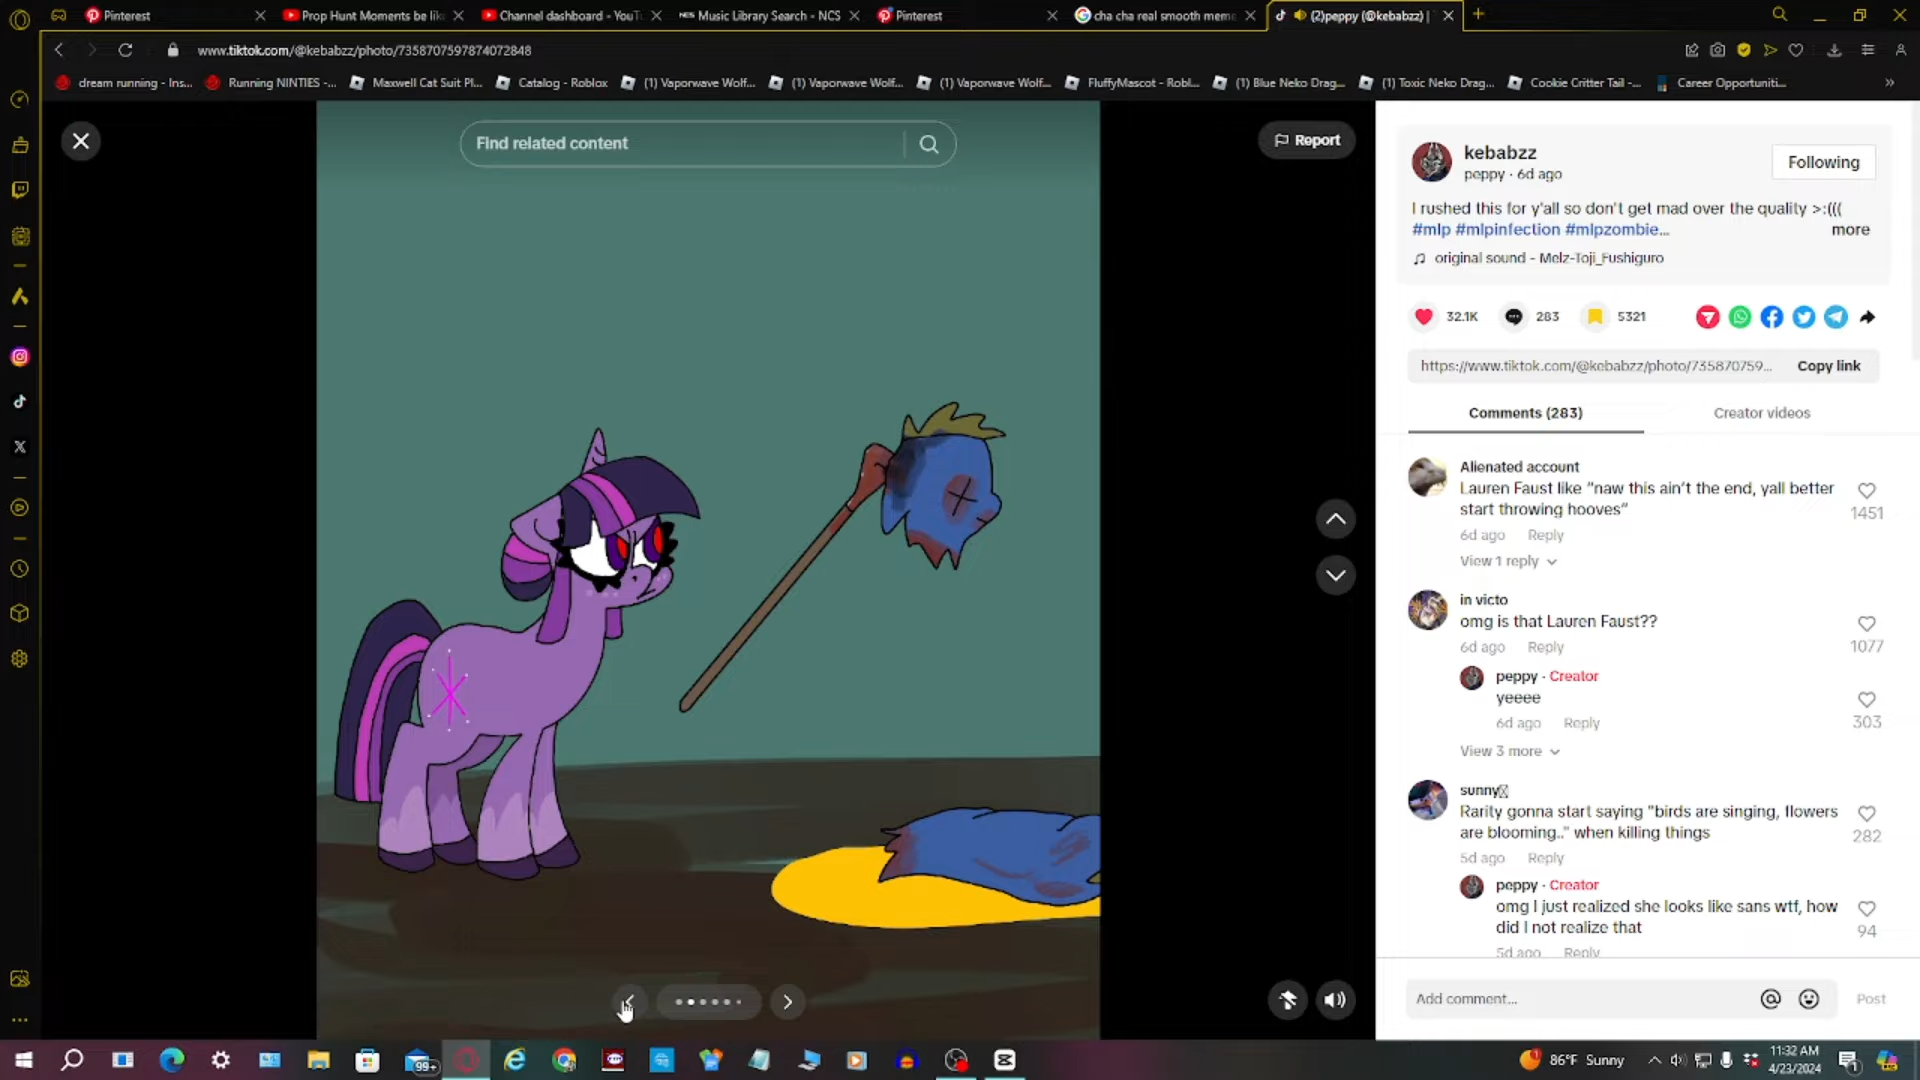 Pinterest
Prop Hunt Moments be lik
Channel dashboard - YouTu
NCS Music Library Search - NCS
Pinterest
cha cha real smooth meme
(2)peppy (@kebabzz) |
www.tiktok.com/@kebabzz/photo/7358707597874072848
dream running - Ins...
Running NINTIES -...
Maxwell Cat Suit Pl...
Catalog - Roblox
(1) Vaporwave Wolf...
(1) Vaporwave Wolf...
(1) Vaporwave Wolf...
FluffyMascot - Robl...
(1) Blue Neko Drag...
(1) Toxic Neko Drag...
Cookie Critter Tail -...
Career Opportuniti...
Find related content
Report
kebabzz
peppy · 6d ago
Following
I rushed this for y'all so don't get mad over the quality >:(((
#mlp #mlpinfection #mlpzombie...
more
original sound - Melz-Toji_Fushiguro
32.1K
283
5321
https://www.tiktok.com/@kebabzz/photo/735870759...
Copy link
Comments (283)
Creator videos
Alienated account
Lauren Faust like “naw this ain’t the end, yall better
start throwing hooves”
1451
6d ago
Reply
View 1 reply
in victo
omg is that Lauren Faust??
1077
6d ago
Reply
peppy · Creator
yeeee
303
6d ago
Reply
View 3 more
sunny
Rarity gonna start saying "birds are singing, flowers
are blooming.." when killing things
282
5d ago
Reply
peppy · Creator
omg I just realized she looks like sans wtf, how
did I not realize that
94
5d ago
Reply
Add comment...
Post
99+
86°F Sunny
11:32 AM
4/23/2024